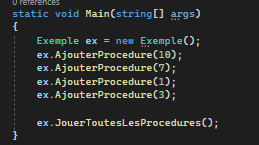 0 references
static void Main(string[] args)
{
Exemple ex = new Exemple();
ex.AjouterProcedure(10);
ex.AjouterProcedure(7);
ex.AjouterProcedure(1);
ex.AjouterProcedure(3);
ex.JouerToutesLesProcedures();
}